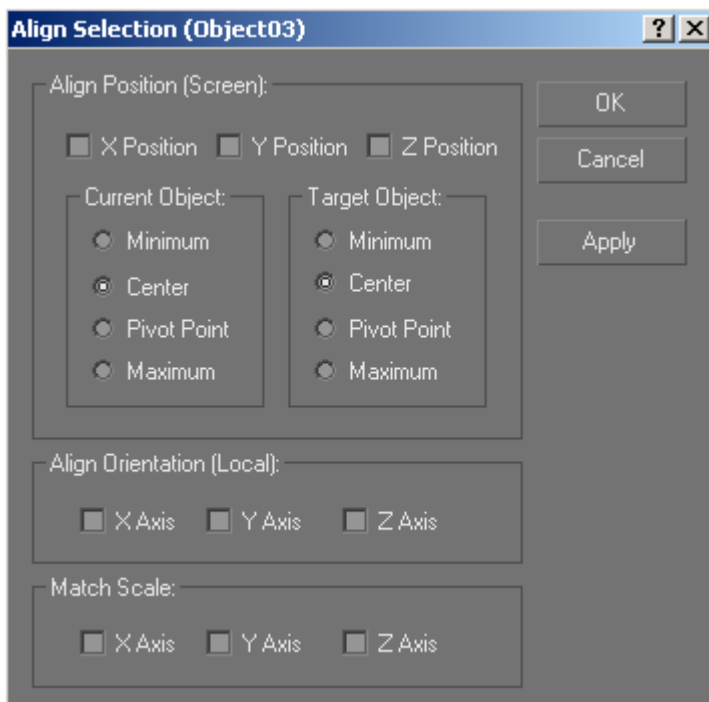 Align Selection (Object03)
Align Position (Screen):
X Position Y Position Z Position
OK
Cancel
Apply
Current Object:
Minimum
Center
Pivot Point
Maximum
Target Object:
Minimum
Center
Pivot Point
Maximum
Align Orientation (Local):
X Axis Y Axis Z Axis
Match Scale:
X Axis Y Axis Z Axis